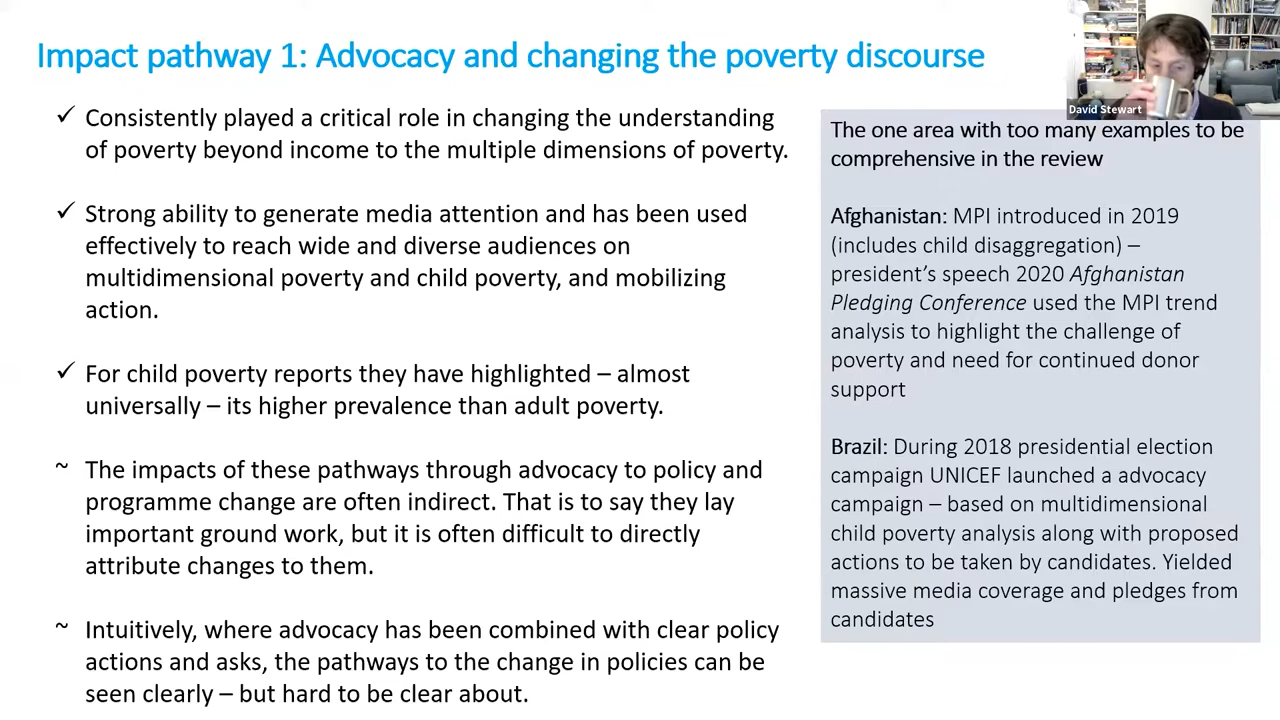 Impact pathway 1: Advocacy and changing the poverty discourse
David Stewart
✓ Consistently played a critical role in changing the understanding
of poverty beyond income to the multiple dimensions of poverty.
✓ Strong ability to generate media attention and has been used
effectively to reach wide and diverse audiences on
multidimensional poverty and child poverty, and mobilizing
action.
✓ For child poverty reports they have highlighted – almost
universally – its higher prevalence than adult poverty.
~ The impacts of these pathways through advocacy to policy and
programme change are often indirect. That is to say they lay
important ground work, but it is often difficult to directly
attribute changes to them.
~ Intuitively, where advocacy has been combined with clear policy
actions and asks, the pathways to the change in policies can be
seen clearly – but hard to be clear about.
The one area with too many examples to be
comprehensive in the review
Afghanistan: MPI introduced in 2019
(includes child disaggregation) –
president's speech 2020 Afghanistan
Pledging Conference used the MPI trend
analysis to highlight the challenge of
poverty and need for continued donor
support
Brazil: During 2018 presidential election
campaign UNICEF launched a advocacy
campaign – based on multidimensional
child poverty analysis along with proposed
actions to be taken by candidates. Yielded
massive media coverage and pledges from
candidates